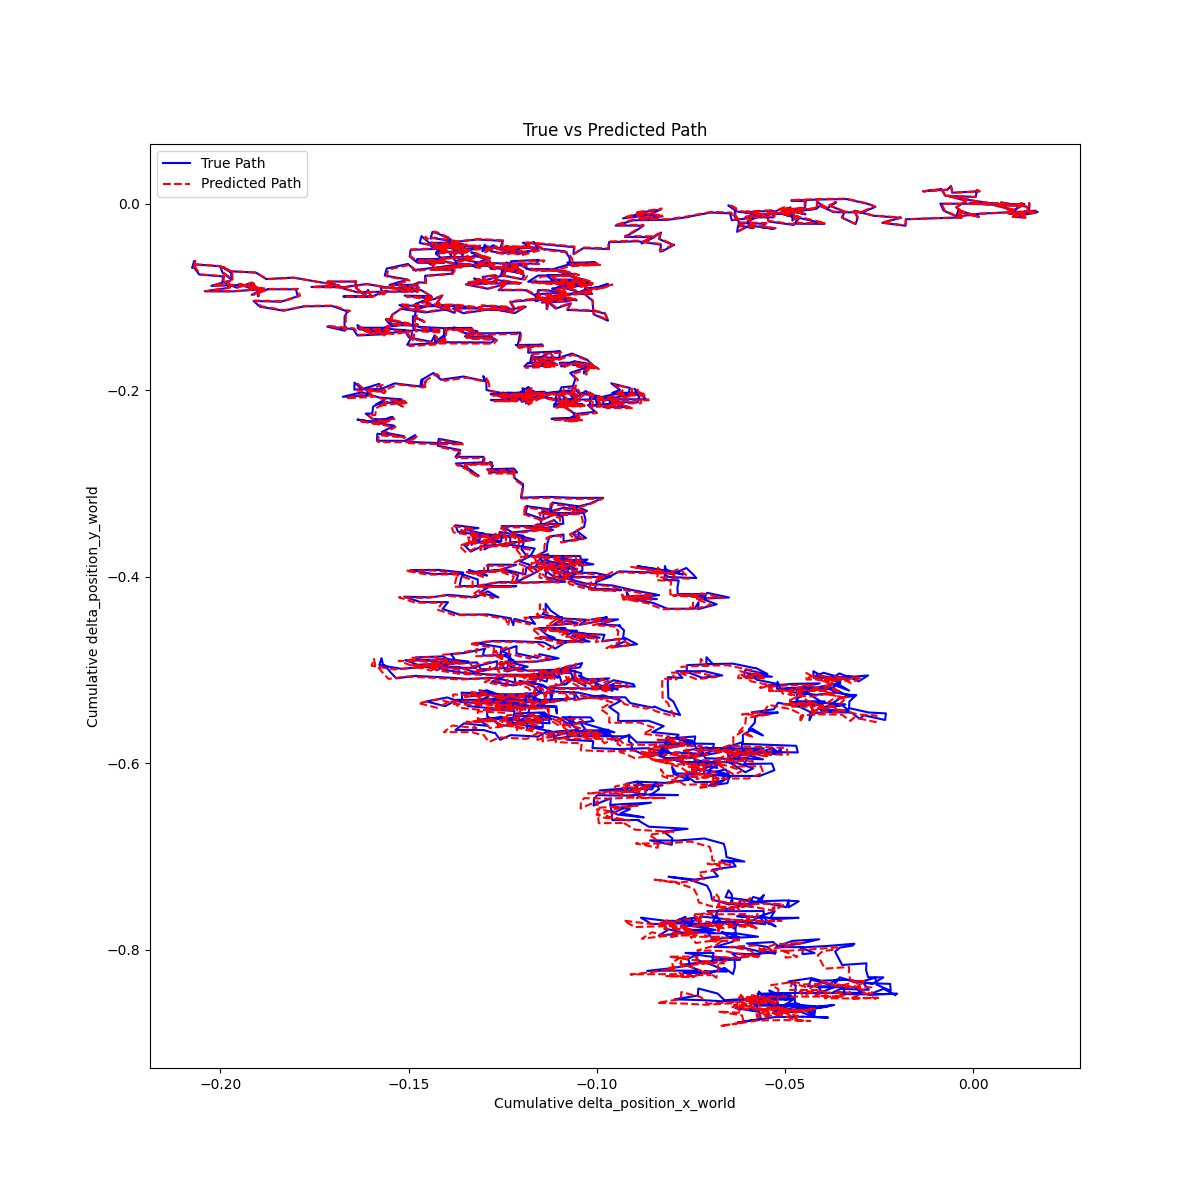 True vs Predicted Path
True Path
Predicted Path
0.0
−0.2
−0.4
−0.6
−0.8
Cumulative delta_position_y_world
−0.20
−0.15
−0.10
−0.05
0.00
Cumulative delta_position_x_world